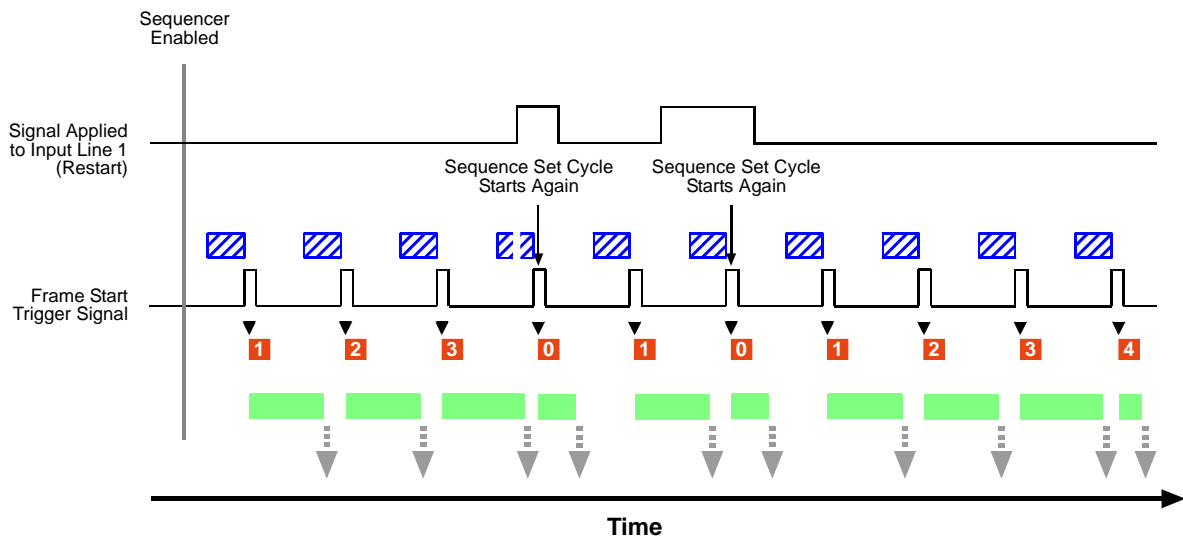 Sequencer
Enabled
Signal Applied
to Input Line 1
(Restart)
Sequence Set Cycle
Starts Again
Sequence Set Cycle
Starts Again
Frame Start
Trigger Signal
1 2 3 0 1 0 1 2 3 4
Time